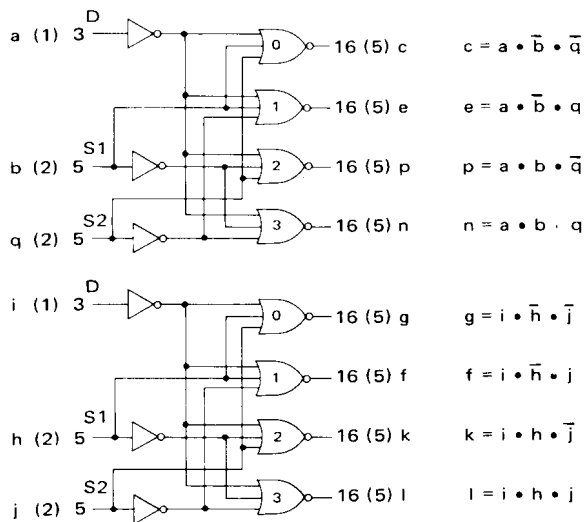 D
a (1) 3 0 16 (5) c c = a • b̄ • q̄
1 16 (5) e e = a • b̄ • q
S1
b (2) 5 2 16 (5) p p = a • b • q̄
S2
q (2) 5 3 16 (5) n n = a • b · q
D
i (1) 3 0 16 (5) g g = i • h̄ • j̄
1 16 (5) f f = i • h̄ • j
S1
h (2) 5 2 16 (5) k k = i • h • j̄
S2
j (2) 5 3 16 (5) l l = i • h • j